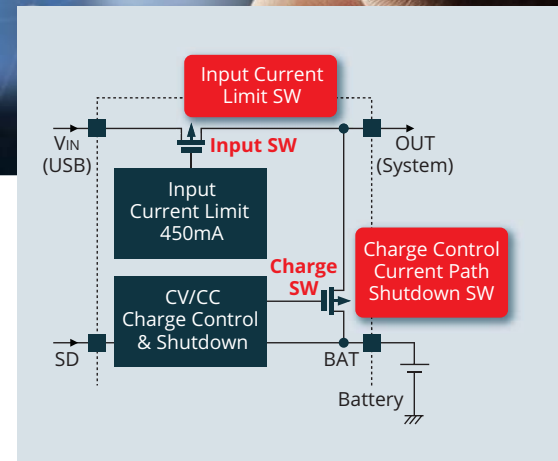 Input Current
Limit SW
VIN
(USB)
Input SW
OUT
(System)
Input
Current Limit
450mA
Charge
SW
Charge Control
Current Path
Shutdown SW
CV/CC
Charge Control
& Shutdown
SD
BAT
Battery